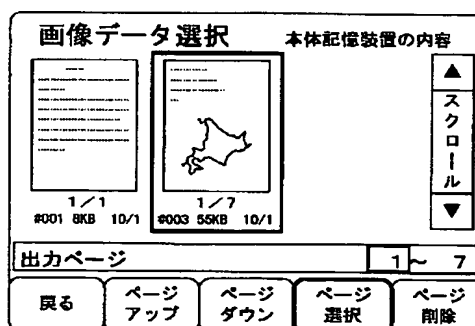 画像データ選択 本体記憶装置の内容
1/1
#001 8KB 10/1
1/7
#003 55KB 10/1
▲
スクロール
▼
出力ページ 1~ 7
戻る
ページ
アップ
ページ
ダウン
ページ
選択
ページ
削除